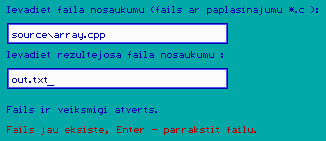 Ievadiet faila nosaukumu (fails ar paplasinajumu *.c ):
source\array.cpp
Ievadiet rezultejosa faila nosaukumu :
out.txt_
Fails ir veiksmigi atverts.
Fails jau eksiste, Enter - parrakstit failu.